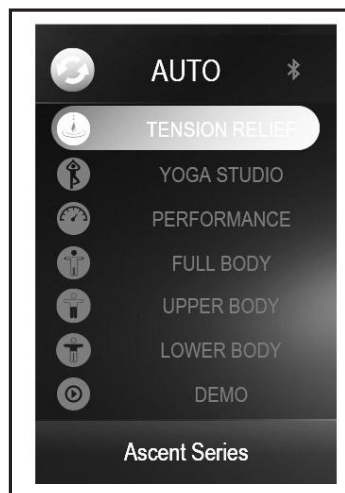 AUTO
TENSION RELIEF
YOGA STUDIO
PERFORMANCE
FULL BODY
UPPER BODY
LOWER BODY
DEMO
Ascent Series